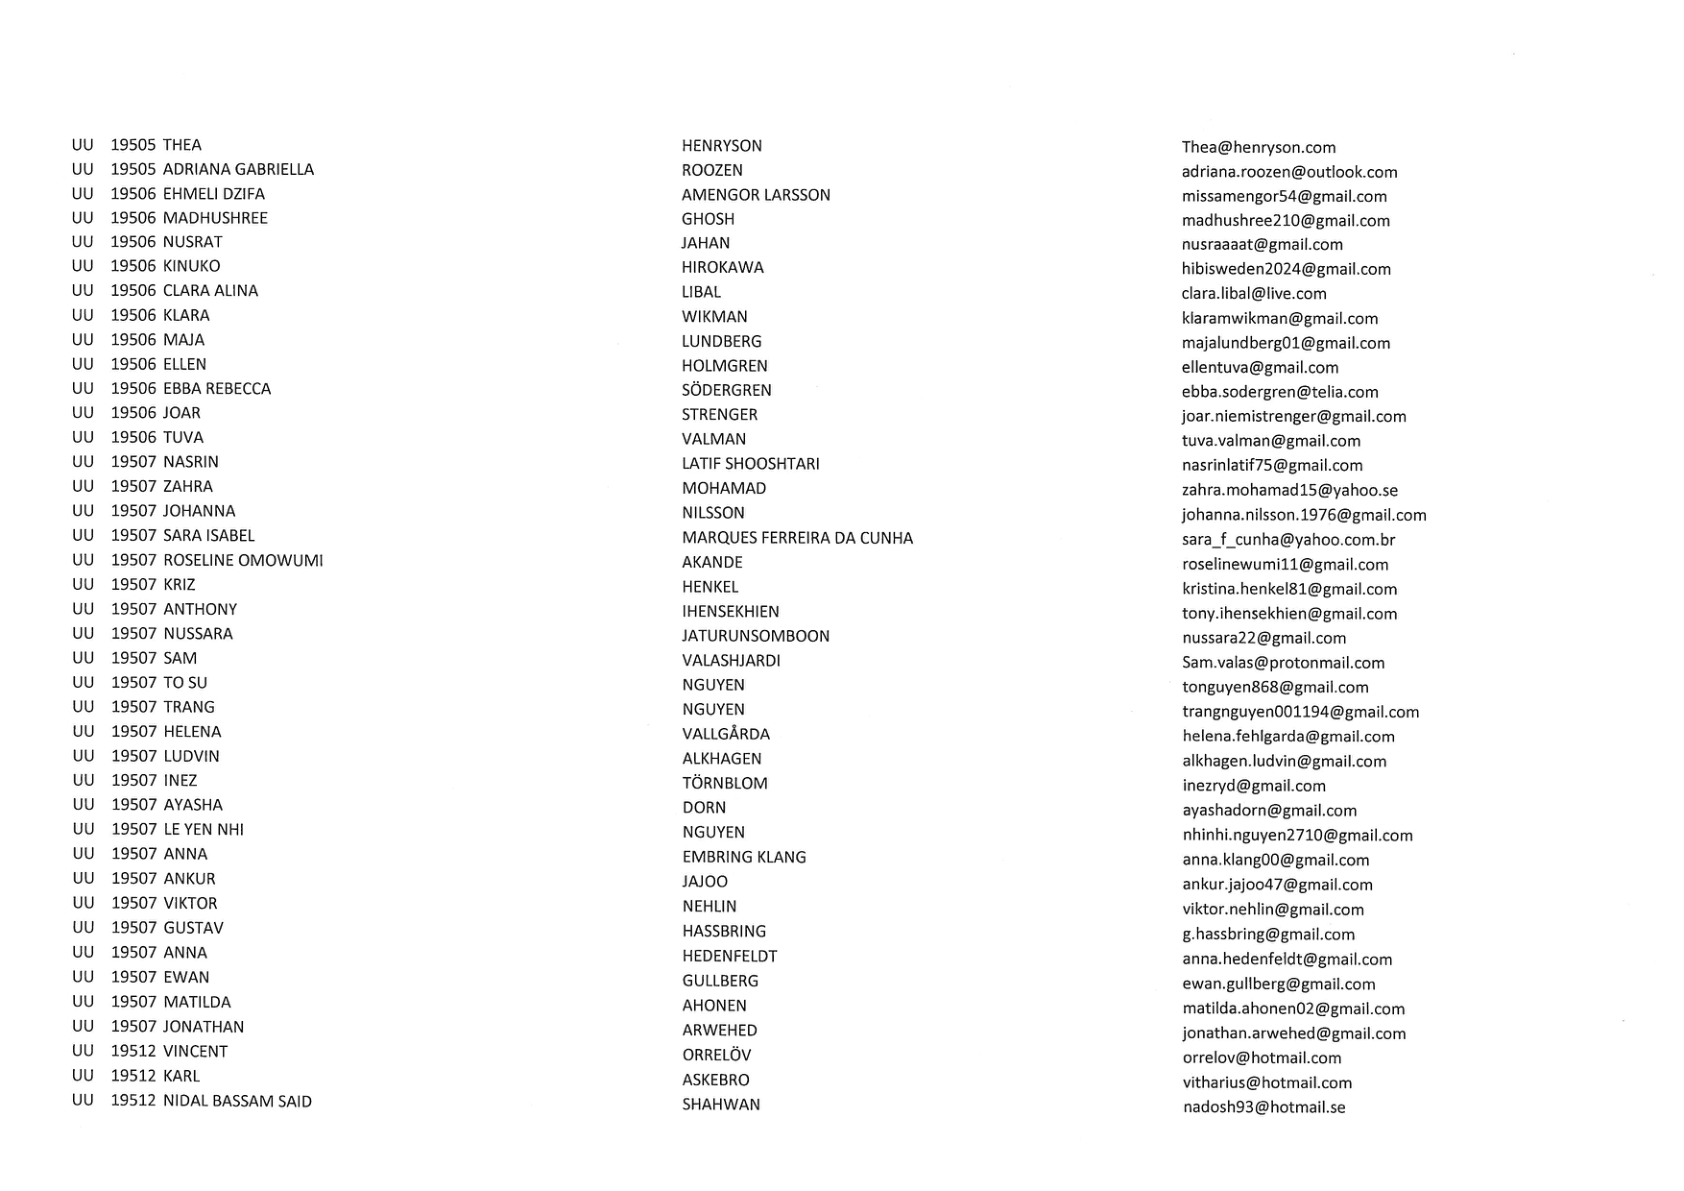 UU 19505 THEA HENRYSON Thea@henryson.com
UU 19505 ADRIANA GABRIELLA ROOZEN adriana.roozen@outlook.com
UU 19506 EHMELI DZIFA AMENGOR LARSSON missamengor54@gmail.com
UU 19506 MADHUSHREE GHOSH madhushree210@gmail.com
UU 19506 NUSRAT JAHAN nusraaaat@gmail.com
UU 19506 KINUKO HIROKAWA hibisweden2024@gmail.com
UU 19506 CLARA ALINA LIBAL clara.libal@live.com
UU 19506 KLARA WIKMAN klaramwikman@gmail.com
UU 19506 MAJA LUNDBERG majalundberg01@gmail.com
UU 19506 ELLEN HOLMGREN ellentuva@gmail.com
UU 19506 EBBA REBECCA SÖDERGREN ebba.sodergren@telia.com
UU 19506 JOAR STRENGER joar.niemistrenger@gmail.com
UU 19506 TUVA VALMAN tuva.valman@gmail.com
UU 19507 NASRIN LATIF SHOOSHTARI nasrinlatif75@gmail.com
UU 19507 ZAHRA MOHAMAD zahra.mohamad15@yahoo.se
UU 19507 JOHANNA NILSSON johanna.nilsson.1976@gmail.com
UU 19507 SARA ISABEL MARQUES FERREIRA DA CUNHA sara_f_cunha@yahoo.com.br
UU 19507 ROSELINE OMOWUMI AKANDE roselinewumi11@gmail.com
UU 19507 KRIZ HENKEL kristina.henkel81@gmail.com
UU 19507 ANTHONY IHENSEKHIEN tony.ihensekhien@gmail.com
UU 19507 NUSSARA JATURUNSOMBOON nussara22@gmail.com
UU 19507 SAM VALASHJARDI Sam.valas@protonmail.com
UU 19507 TO SU NGUYEN tonguyen868@gmail.com
UU 19507 TRANG NGUYEN trangnguyen001194@gmail.com
UU 19507 HELENA VALLGÅRDA helena.fehlgarda@gmail.com
UU 19507 LUDVIN ALKHAGEN alkhagen.ludvin@gmail.com
UU 19507 INEZ TÖRNBLOM inezryd@gmail.com
UU 19507 AYASHA DORN ayashadorn@gmail.com
UU 19507 LE YEN NHI NGUYEN nhinhi.nguyen2710@gmail.com
UU 19507 ANNA EMBRING KLANG anna.klang00@gmail.com
UU 19507 ANKUR JAJOO ankur.jajoo47@gmail.com
UU 19507 VIKTOR NEHLIN viktor.nehlin@gmail.com
UU 19507 GUSTAV HASSBRING g.hassbring@gmail.com
UU 19507 ANNA HEDENFELDT anna.hedenfeldt@gmail.com
UU 19507 EWAN GULLBERG ewan.gullberg@gmail.com
UU 19507 MATILDA AHONEN matilda.ahonen02@gmail.com
UU 19507 JONATHAN ARWEHED jonathan.arwehed@gmail.com
UU 19512 VINCENT ORRELÖV orrelov@hotmail.com
UU 19512 KARL ASKEBRO vitharius@hotmail.com
UU 19512 NIDAL BASSAM SAID SHAHWAN nadosh93@hotmail.se